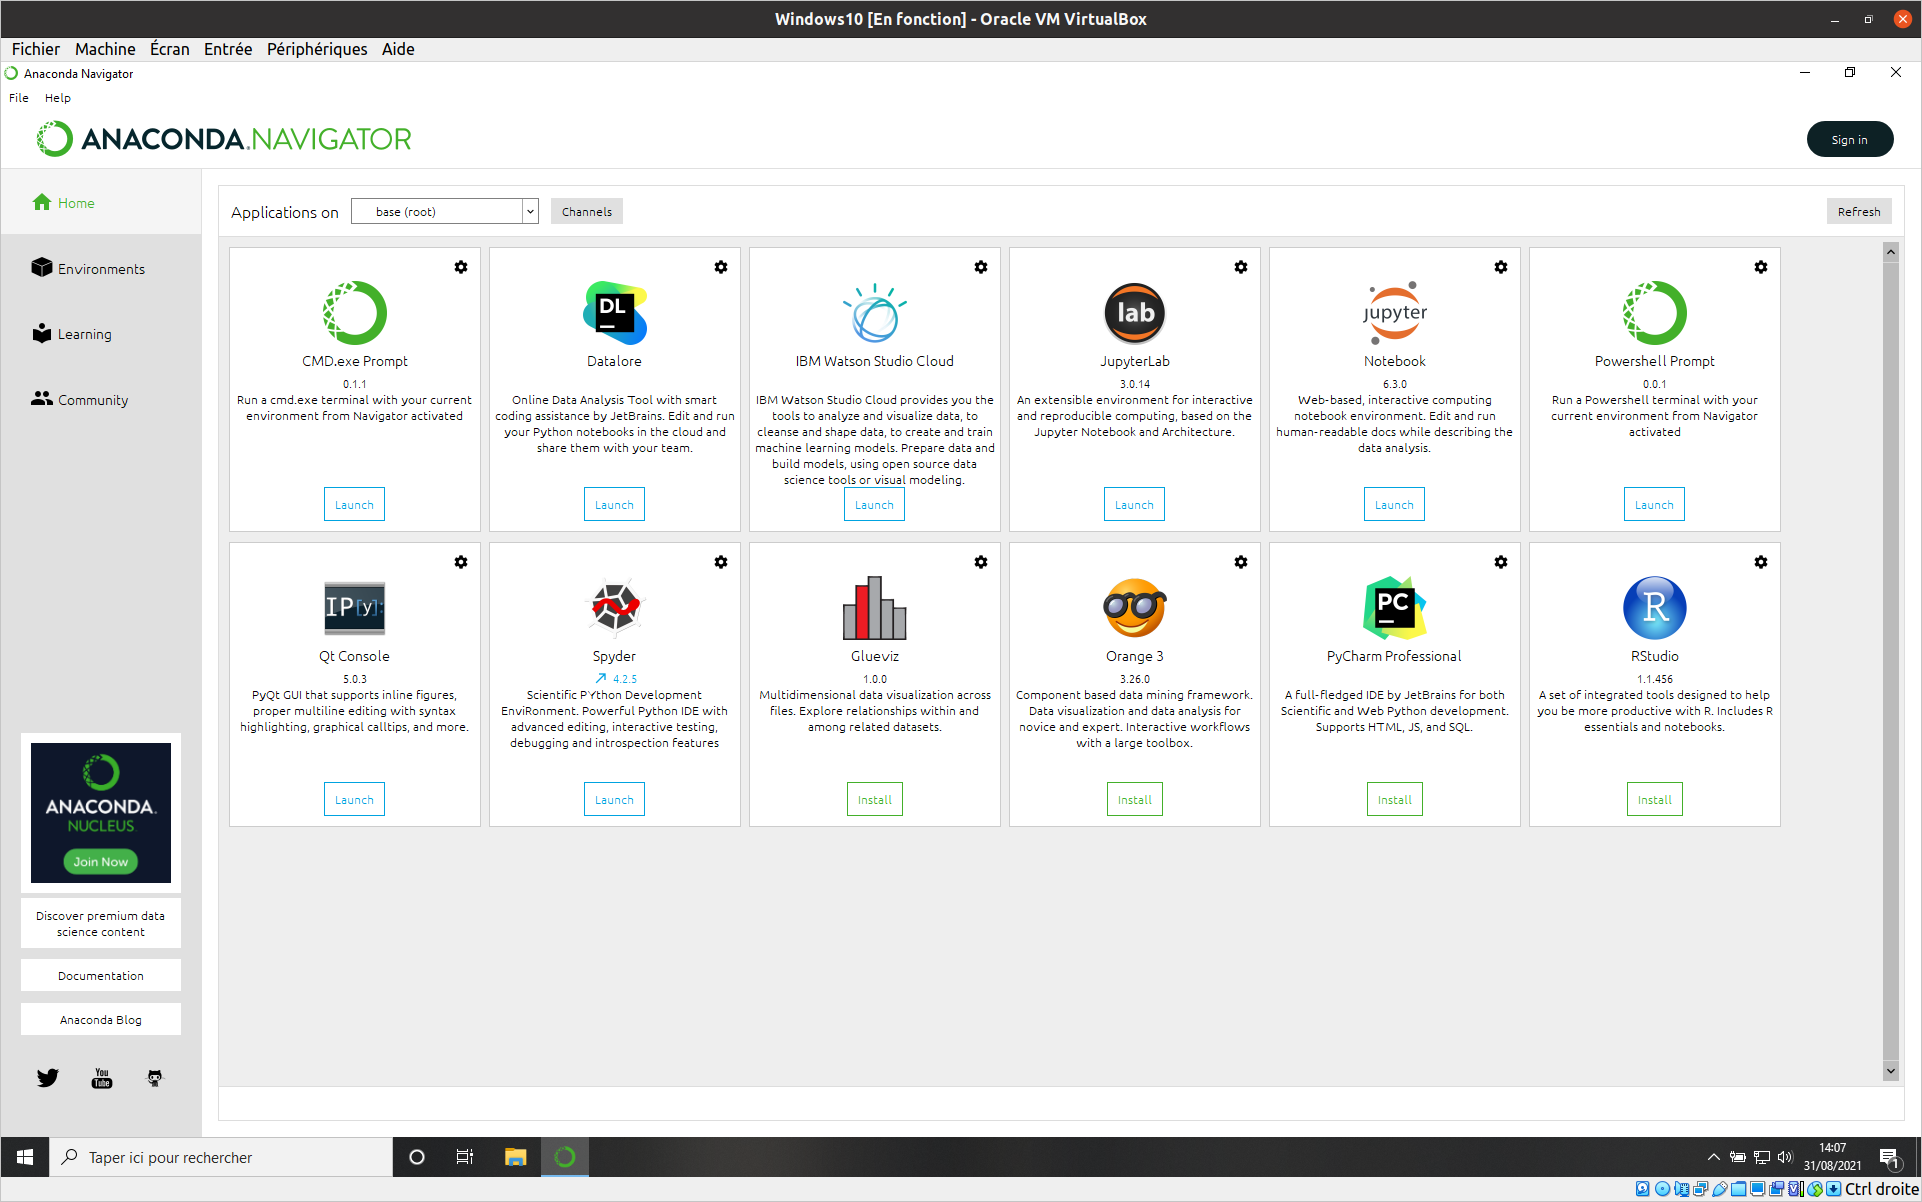 Windows10 [En fonction] - Oracle VM VirtualBox
Fichier Machine Écran Entrée Périphériques Aide
Anaconda Navigator
File Help
ANACONDA.NAVIGATOR
Sign in
Home
Environments
Learning
Community
ANACONDA.
NUCLEUS
Join Now
Discover premium data
science content
Documentation
Anaconda Blog
You
Tube
Applications on base (root) Channels Refresh
CMD.exe Prompt
0.1.1
Run a cmd.exe terminal with your current
environment from Navigator activated
Launch
DL
Datalore
Online Data Analysis Tool with smart
coding assistance by JetBrains. Edit and run
your Python notebooks in the cloud and
share them with your team.
Launch
IBM Watson Studio Cloud
IBM Watson Studio Cloud provides you the
tools to analyze and visualize data, to
cleanse and shape data, to create and train
machine learning models. Prepare data and
build models, using open source data
science tools or visual modeling.
Launch
lab
JupyterLab
3.0.14
An extensible environment for interactive
and reproducible computing, based on the
Jupyter Notebook and Architecture.
Launch
jupyter
Notebook
6.3.0
Web-based, interactive computing
notebook environment. Edit and run
human-readable docs while describing the
data analysis.
Launch
Powershell Prompt
0.0.1
Run a Powershell terminal with your
current environment from Navigator
activated
Launch
IP[y]:
Qt Console
5.0.3
PyQt GUI that supports inline figures,
proper multiline editing with syntax
highlighting, graphical calltips, and more.
Launch
Spyder
4.2.5
Scientific PYthon Development
EnviRonment. Powerful Python IDE with
advanced editing, interactive testing,
debugging and introspection features
Launch
Glueviz
1.0.0
Multidimensional data visualization across
files. Explore relationships within and
among related datasets.
Install
Orange 3
3.26.0
Component based data mining framework.
Data visualization and data analysis for
novice and expert. Interactive workflows
with a large toolbox.
Install
PC
PyCharm Professional
A full-fledged IDE by JetBrains for both
Scientific and Web Python development.
Supports HTML, JS, and SQL.
Install
R
RStudio
1.1.456
A set of integrated tools designed to help
you be more productive with R. Includes R
essentials and notebooks.
Install
Taper ici pour rechercher
14:07
31/08/2021
1
Ctrl droite